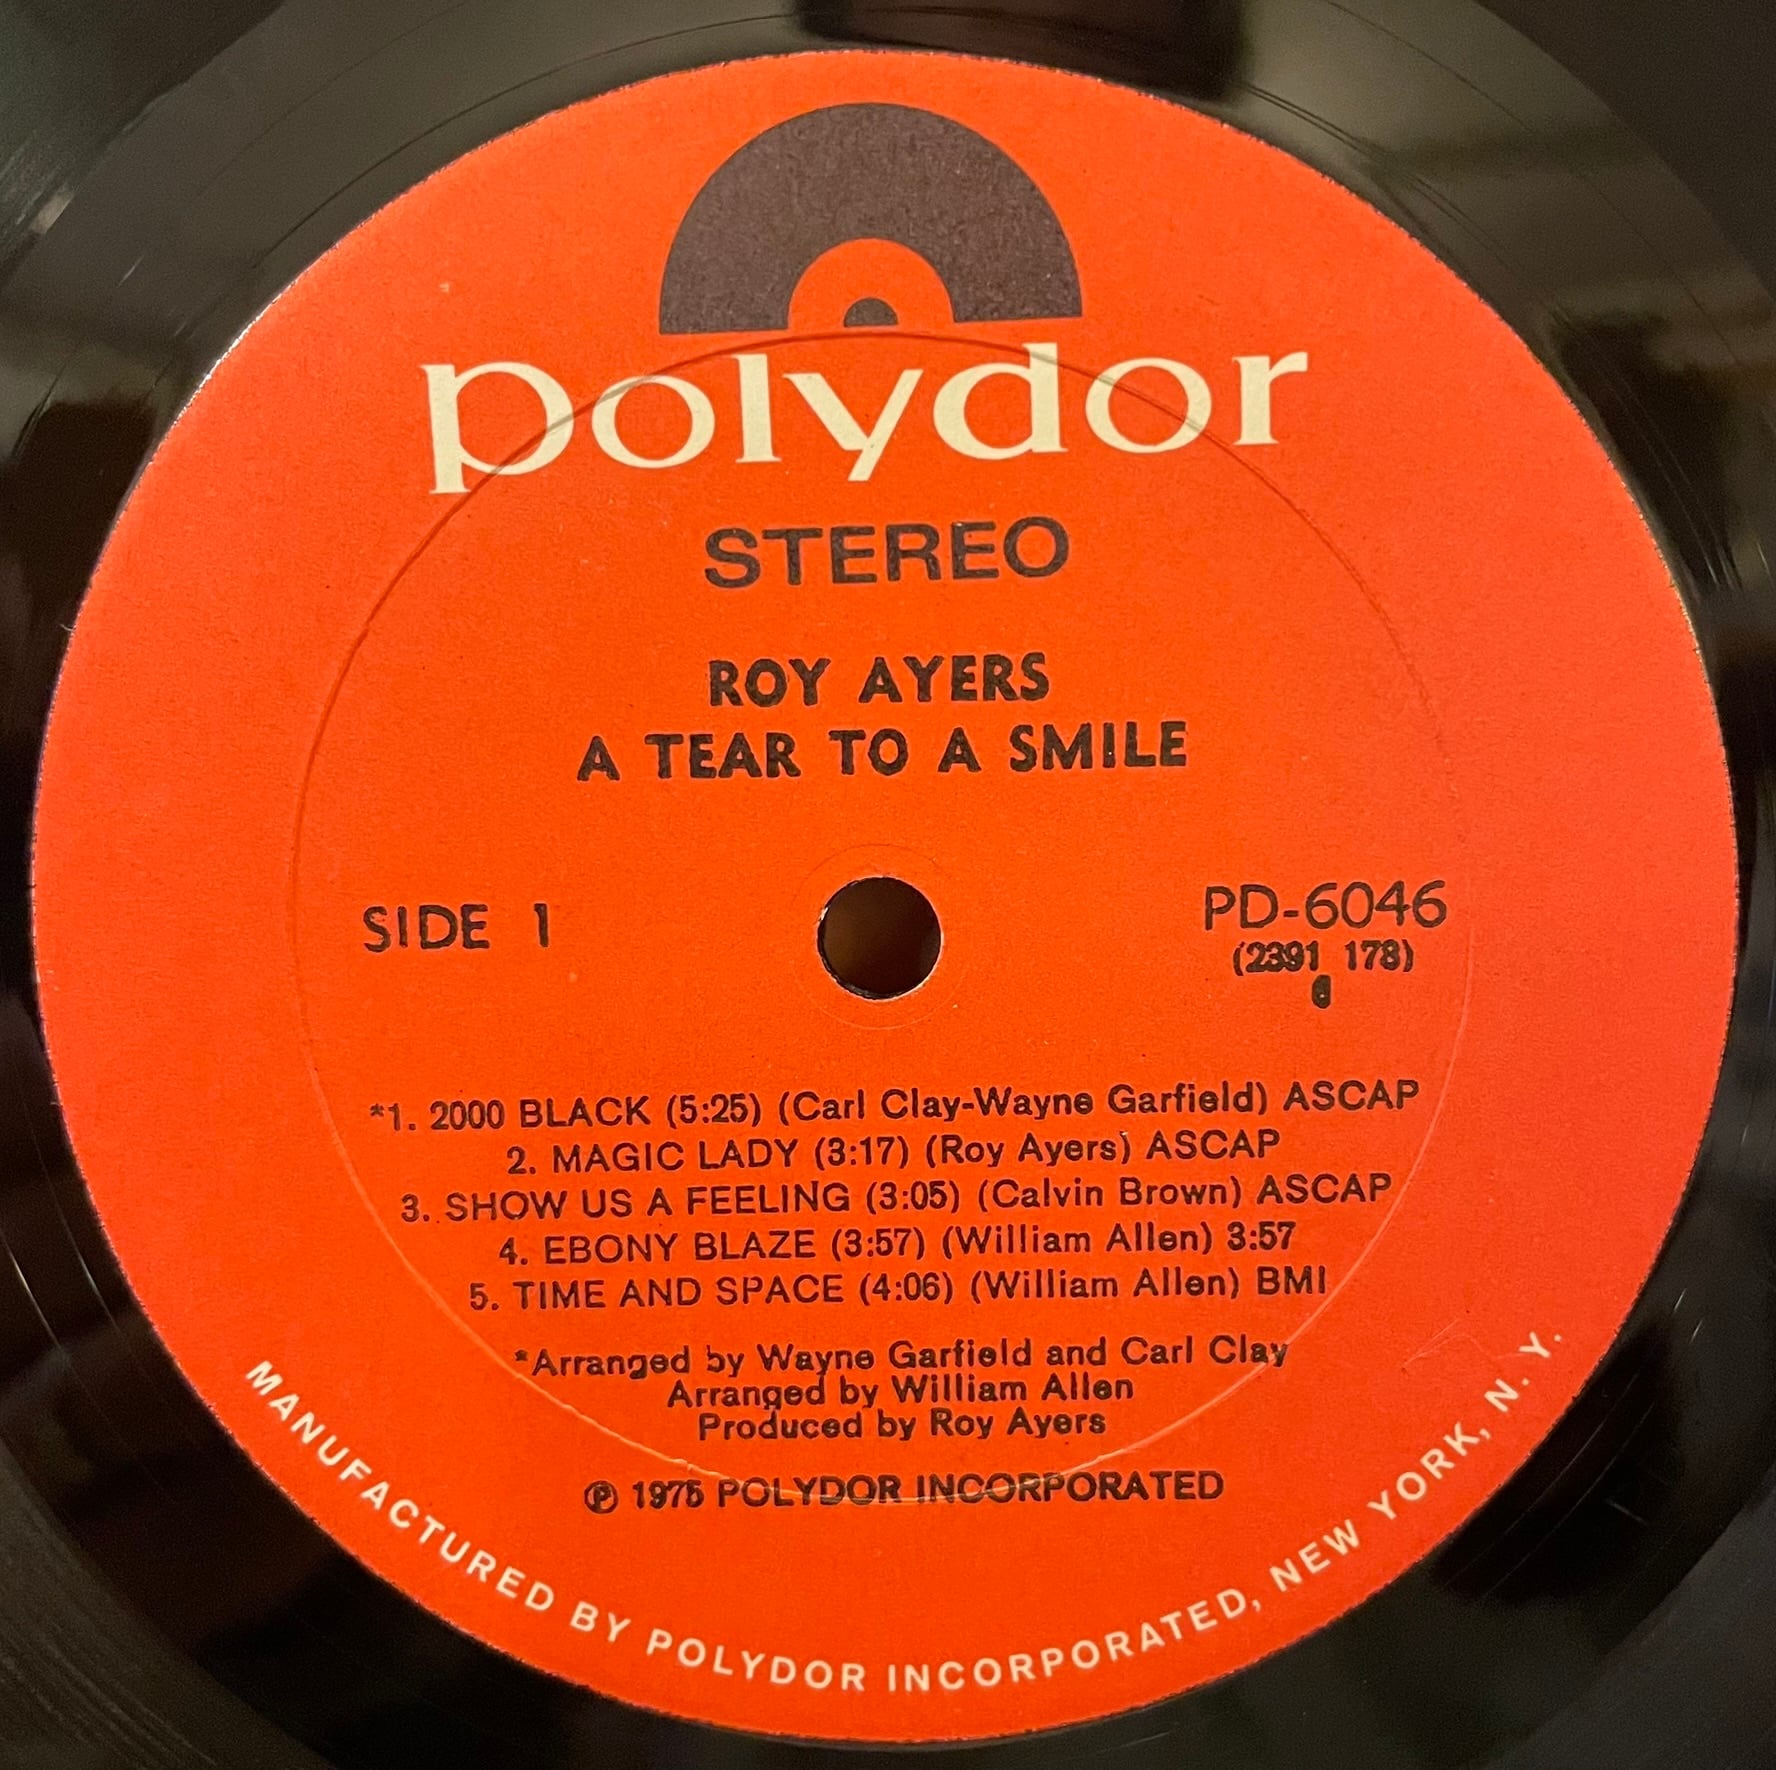 polydor
STEREO
ROY AYERS
A TEAR TO A SMILE
SIDE 1
PD-6046
(2391 178)
*1. 2000 BLACK (5:25) (Carl Clay-Wayne Garfield) ASCAP
2. MAGIC LADY (3:17) (Roy Ayers) ASCAP
3. SHOW US A FEELING (3:05) (Calvin Brown) ASCAP
4. EBONY BLAZE (3:57) (William Allen) 3:57
5. TIME AND SPACE (4:06) (William Allen) BMI
*Arranged by Wayne Garfield and Carl Clay
Arranged by William Allen
Produced by Roy Ayers
℗ 1975 POLYDOR INCORPORATED
MANUFACTURED BY POLYDOR INCORPORATED, NEW YORK, N.Y.